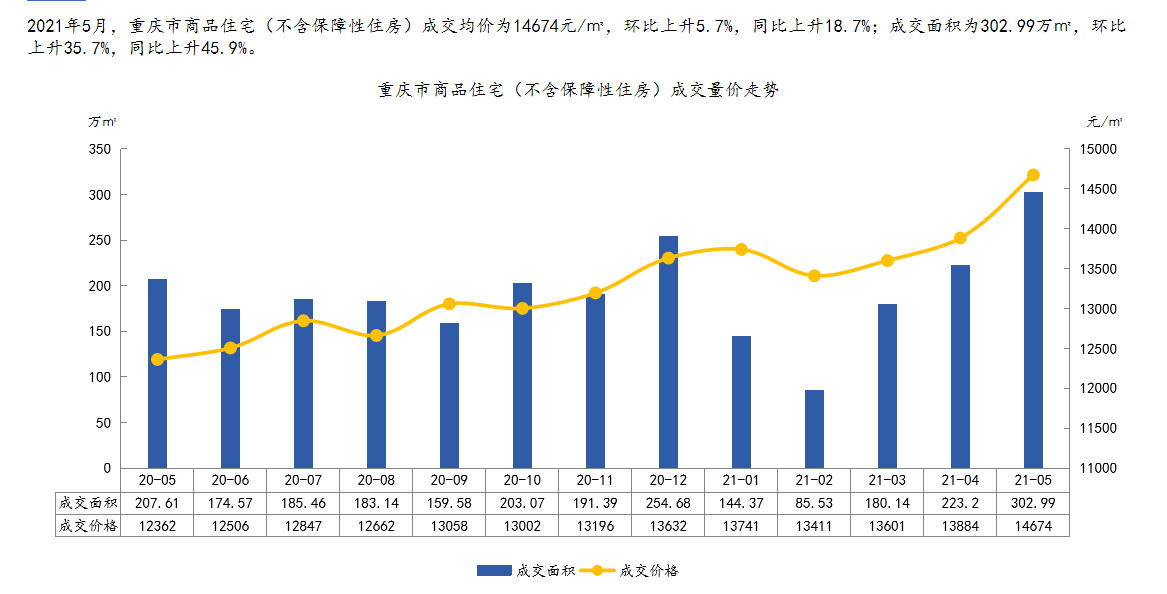 2021年5月，重庆市商品住宅（不含保障性住房）成交均价为14674元/㎡，环比上升5.7%，同比上升18.7%；成交面积为302.99万㎡，环比
上升35.7%，同比上升45.9%。
重庆市商品住宅（不含保障性住房）成交量价走势
万㎡ 元/㎡
350 15000
300 14500
250 14000
200 13500
150 13000
100 12500
50 12000
0 11500
11000
20-05 20-06 20-07 20-08 20-09 20-10 20-11 20-12 21-01 21-02 21-03 21-04 21-05
成交面积 207.61 174.57 185.46 183.14 159.58 203.07 191.39 254.68 144.37 85.53 180.14 223.2 302.99
成交价格 12362 12506 12847 12662 13058 13002 13196 13632 13741 13411 13601 13884 14674
成交面积 成交价格